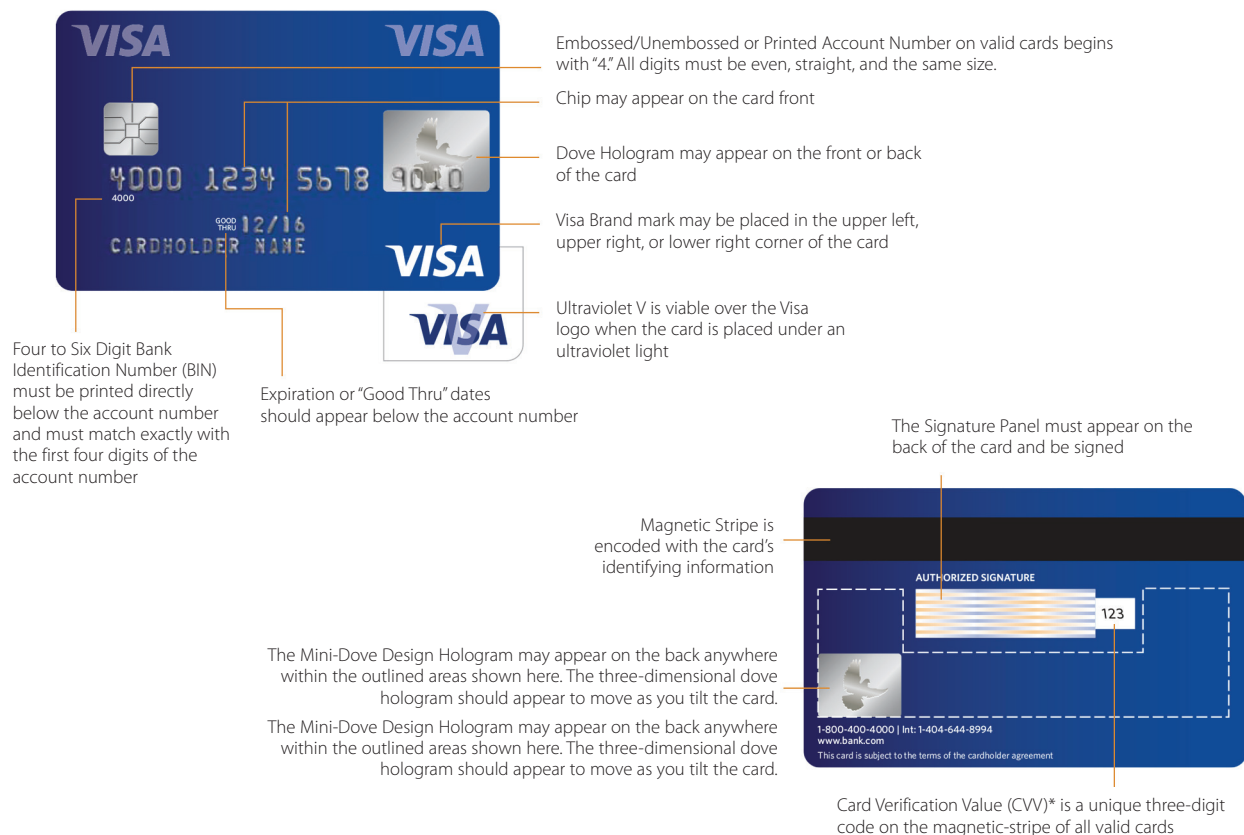 VISA
VISA
Embossed/Unembossed or Printed Account Number on valid cards begins
with “4.” All digits must be even, straight, and the same size.
Chip may appear on the card front
Dove Hologram may appear on the front or back
of the card
4000 1234 5678 9010
4000
GOOD
THRU
12/16
CARDHOLDER NAME
VISA
Visa Brand mark may be placed in the upper left,
upper right, or lower right corner of the card
VISA
Ultraviolet V is viable over the Visa
logo when the card is placed under an
ultraviolet light
Four to Six Digit Bank
Identification Number (BIN)
must be printed directly
below the account number
and must match exactly with
the first four digits of the
account number
Expiration or “Good Thru” dates
should appear below the account number
The Signature Panel must appear on the
back of the card and be signed
Magnetic Stripe is
encoded with the card’s
identifying information
AUTHORIZED SIGNATURE
123
The Mini-Dove Design Hologram may appear on the back anywhere
within the outlined areas shown here. The three-dimensional dove
hologram should appear to move as you tilt the card.
The Mini-Dove Design Hologram may appear on the back anywhere
within the outlined areas shown here. The three-dimensional dove
hologram should appear to move as you tilt the card.
1-800-400-4000 | Int: 1-404-644-8994
www.bank.com
This card is subject to the terms of the cardholder agreement
Card Verification Value (CVV)* is a unique three-digit
code on the magnetic-stripe of all valid cards